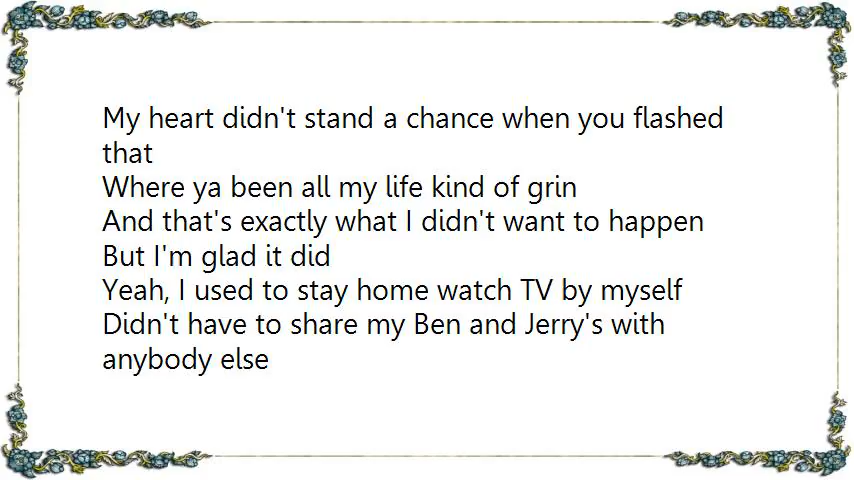 My heart didn't stand a chance when you flashed
that
Where ya been all my life kind of grin
And that's exactly what I didn't want to happen
But I'm glad it did
Yeah, I used to stay home watch TV by myself
Didn't have to share my Ben and Jerry's with
anybody else